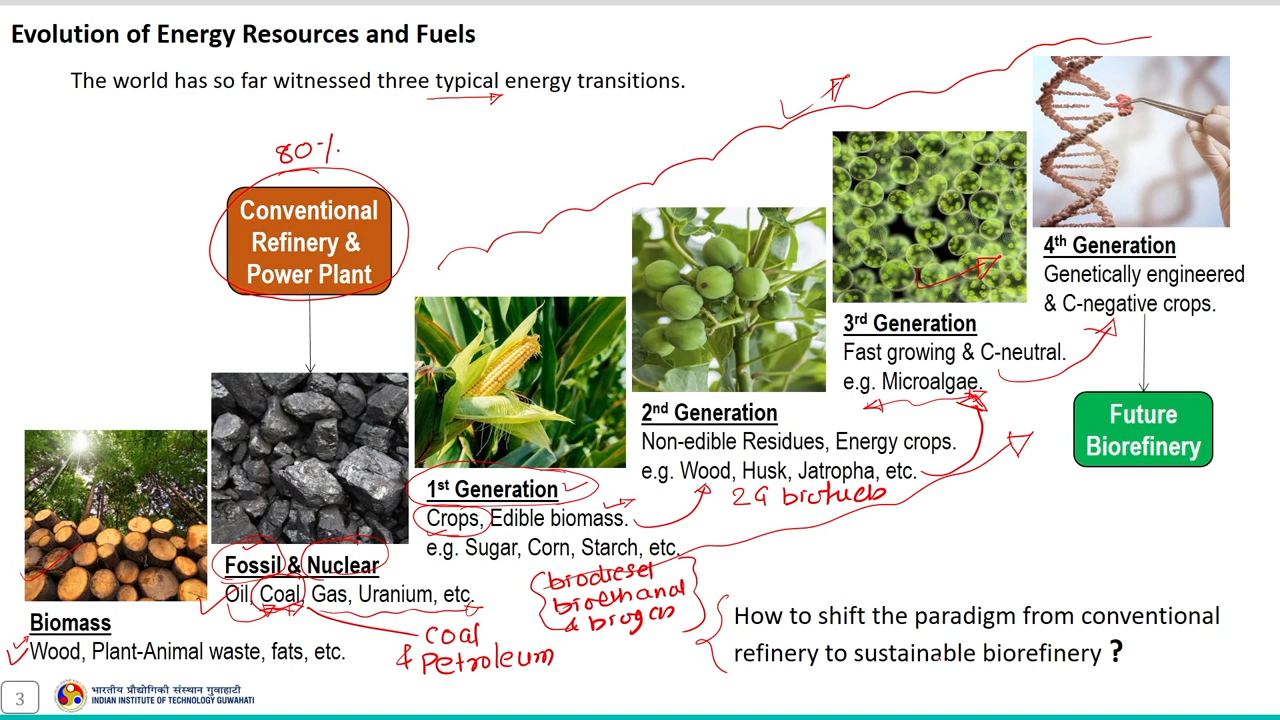 Evolution of Energy Resources and Fuels
The world has so far witnessed three typical energy transitions.
80%
Conventional
Refinery &
Power Plant
4th Generation
Genetically engineered
& C-negative crops.
3rd Generation
Fast growing & C-neutral.
e.g. Microalgae.
Future
Biorefinery
2nd Generation
Non-edible Residues, Energy crops.
e.g. Wood, Husk, Jatropha, etc.
2G biofuels
1st Generation
Crops, Edible biomass.
e.g. Sugar, Corn, Starch, etc.
biodiesel
bioethanol
& biogas
Fossil & Nuclear
Oil, Coal, Gas, Uranium, etc.
coal
& Petroleum
Biomass
Wood, Plant-Animal waste, fats, etc.
How to shift the paradigm from conventional
refinery to sustainable biorefinery ?
3
भारतीय प्रौद्योगिकी संस्थान गुवाहाटी
INDIAN INSTITUTE OF TECHNOLOGY GUWAHATI